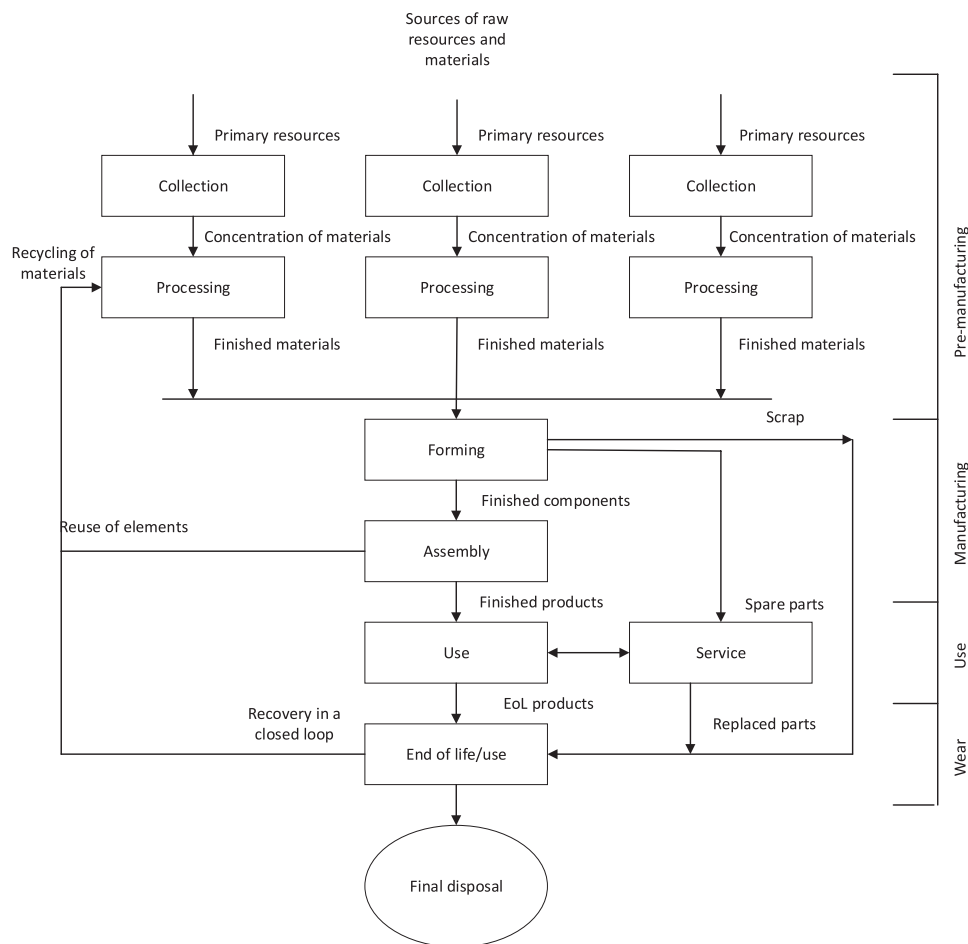 Sources of raw
resources and
materials
Primary resources
Primary resources
Primary resources
Collection
Collection
Collection
Concentration of materials
Concentration of materials
Concentration of materials
Recycling of
materials
Processing
Processing
Processing
Finished materials
Finished materials
Finished materials
Pre-manufacturing
Scrap
Forming
Finished components
Manufacturing
Reuse of elements
Assembly
Finished products
Spare parts
Use
Service
Use
EoL products
Recovery in a
closed loop
Replaced parts
End of life/use
Wear
Final disposal